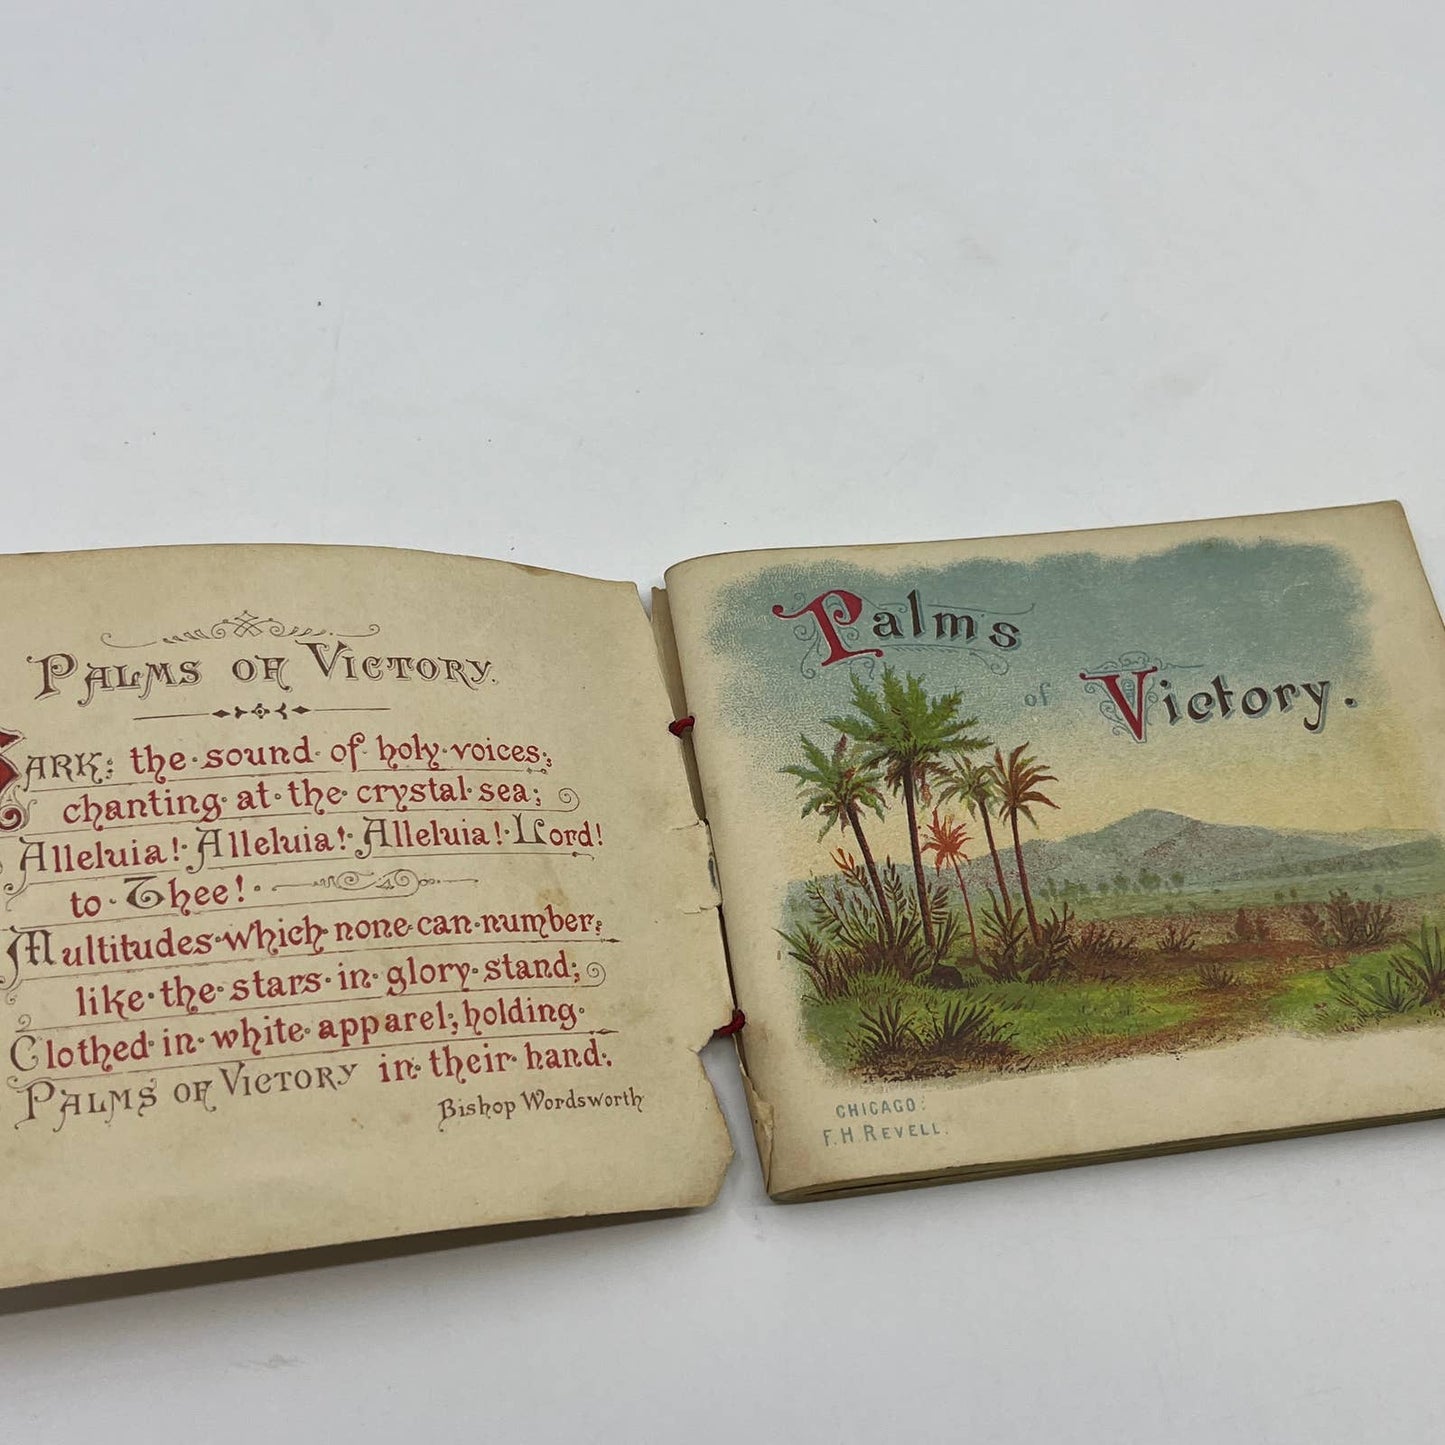 PALMS OF VICTORY.
HARK: the·sound·of·holy·voices;
chanting·at·the·crystal·sea;
Alleluia!·Alleluia!·Alleluia!·Lord!
to·Thee!·
Multitudes·which·none·can·number;
like·the·stars·in·glory·stand;
Clothed·in·white·apparel;·holding·
PALMS OF VICTORY in·their·hand:
Bishop Wordsworth
Palms
of Victory.
CHICAGO:
F. H. REVELL.